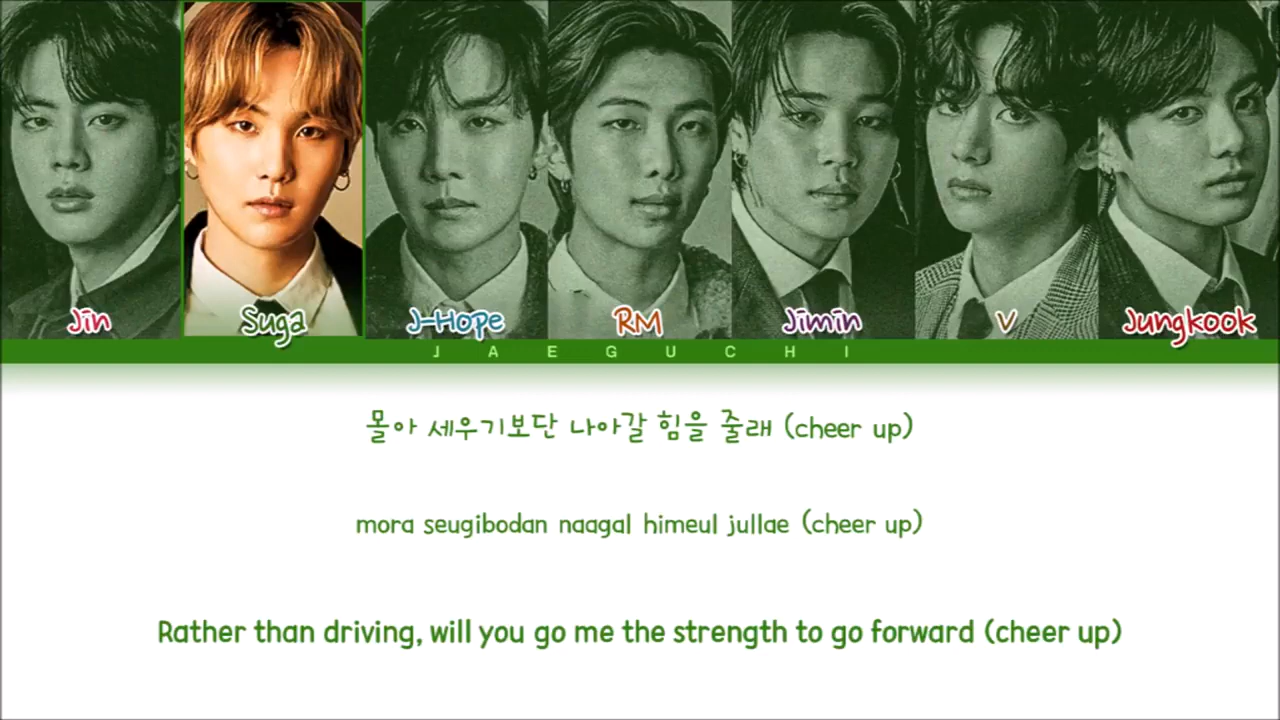 Jin Suga J-Hope RM Jimin V Jungkook
JAEGUCHI
몰아 세우기보단 나아갈 힘을 줄래 (cheer up)
mora seugibodan naagal himeul jullae (cheer up)
Rather than driving, will you go me the strength to go forward (cheer up)